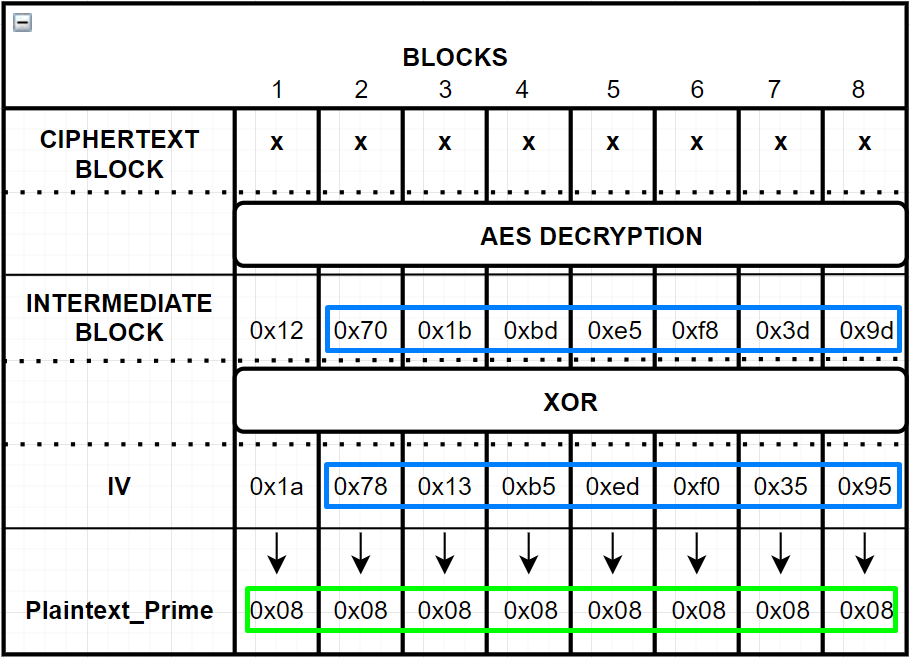 BLOCKS
1 2 3 4 5 6 7 8
CIPHERTEXT
BLOCK
x x x x x x x x
AES DECRYPTION
INTERMEDIATE
BLOCK
0x12 0x70 0x1b 0xbd 0xe5 0xf8 0x3d 0x9d
XOR
IV 0x1a 0x78 0x13 0xb5 0xed 0xf0 0x35 0x95
Plaintext_Prime 0x08 0x08 0x08 0x08 0x08 0x08 0x08 0x08